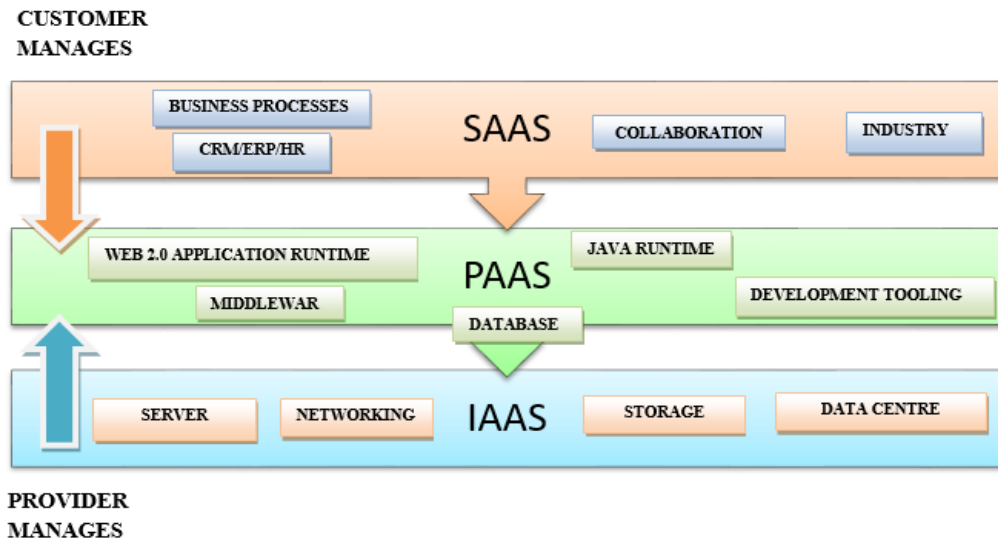 CUSTOMER
MANAGES
BUSINESS PROCESSES
CRM/ERP/HR
SAAS
COLLABORATION
INDUSTRY
WEB 2.0 APPLICATION RUNTIME
MIDDLEWAR
PAAS
JAVA RUNTIME
DEVELOPMENT TOOLING
DATABASE
SERVER
NETWORKING
IAAS
STORAGE
DATA CENTRE
PROVIDER
MANAGES